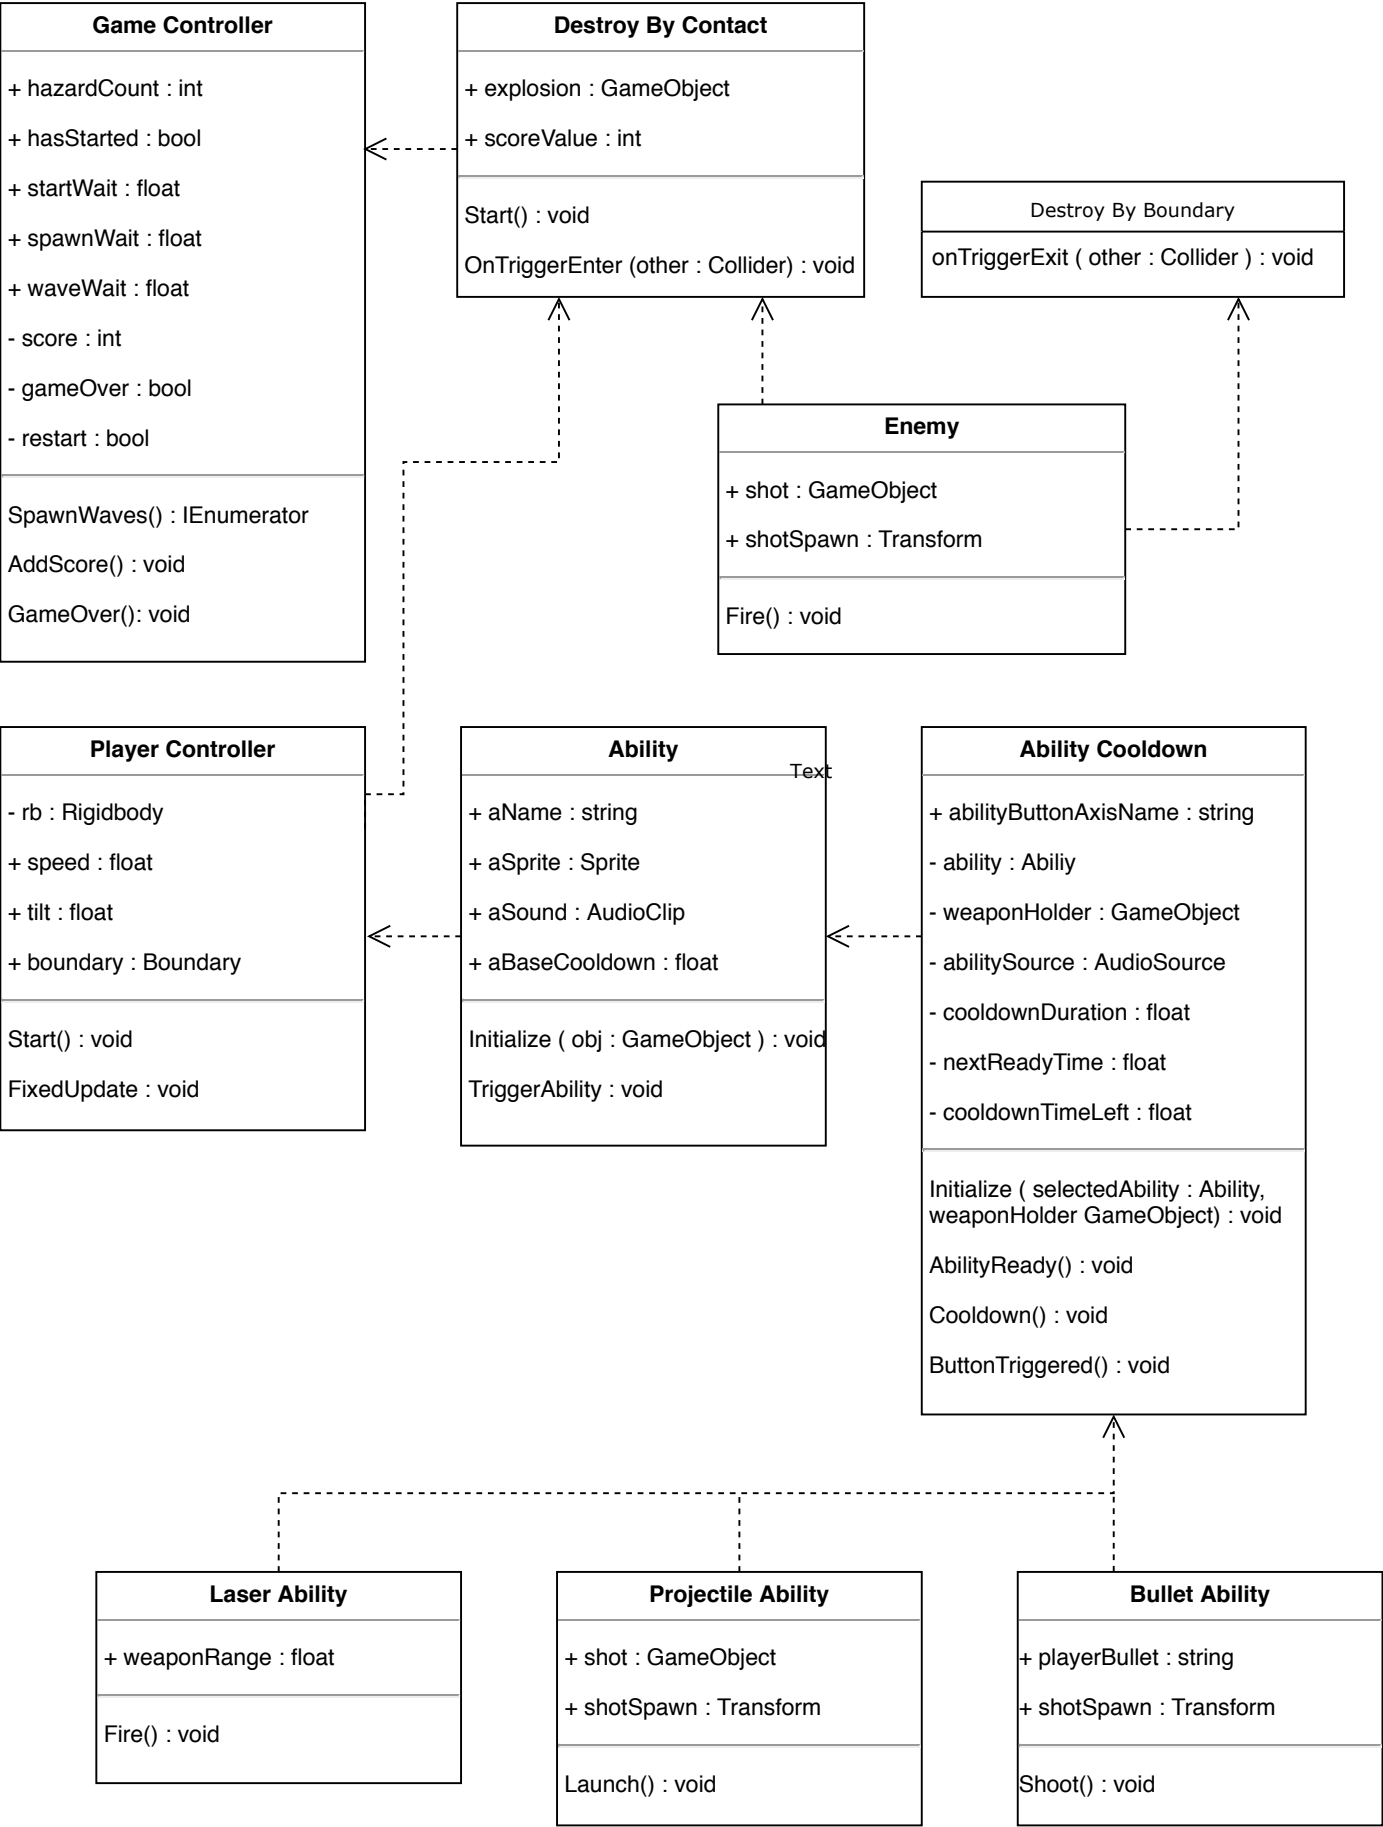 Game Controller
+ hazardCount : int
+ hasStarted : bool
+ startWait : float
+ spawnWait : float
+ waveWait : float
- score : int
- gameOver : bool
- restart : bool
SpawnWaves() : IEnumerator
AddScore() : void
GameOver(): void
Destroy By Contact
+ explosion : GameObject
+ scoreValue : int
Start() : void
OnTriggerEnter (other : Collider) : void
Destroy By Boundary
onTriggerExit ( other : Collider ) : void
Enemy
+ shot : GameObject
+ shotSpawn : Transform
Fire() : void
Player Controller
- rb : Rigidbody
+ speed : float
+ tilt : float
+ boundary : Boundary
Start() : void
FixedUpdate : void
Ability
Text
+ aName : string
+ aSprite : Sprite
+ aSound : AudioClip
+ aBaseCooldown : float
Initialize ( obj : GameObject ) : void
TriggerAbility : void
Ability Cooldown
+ abilityButtonAxisName : string
- ability : Abiliy
- weaponHolder : GameObject
- abilitySource : AudioSource
- cooldownDuration : float
- nextReadyTime : float
- cooldownTimeLeft : float
Initialize ( selectedAbility : Ability,
weaponHolder GameObject) : void
AbilityReady() : void
Cooldown() : void
ButtonTriggered() : void
Laser Ability
+ weaponRange : float
Fire() : void
Projectile Ability
+ shot : GameObject
+ shotSpawn : Transform
Launch() : void
Bullet Ability
+ playerBullet : string
+ shotSpawn : Transform
Shoot() : void